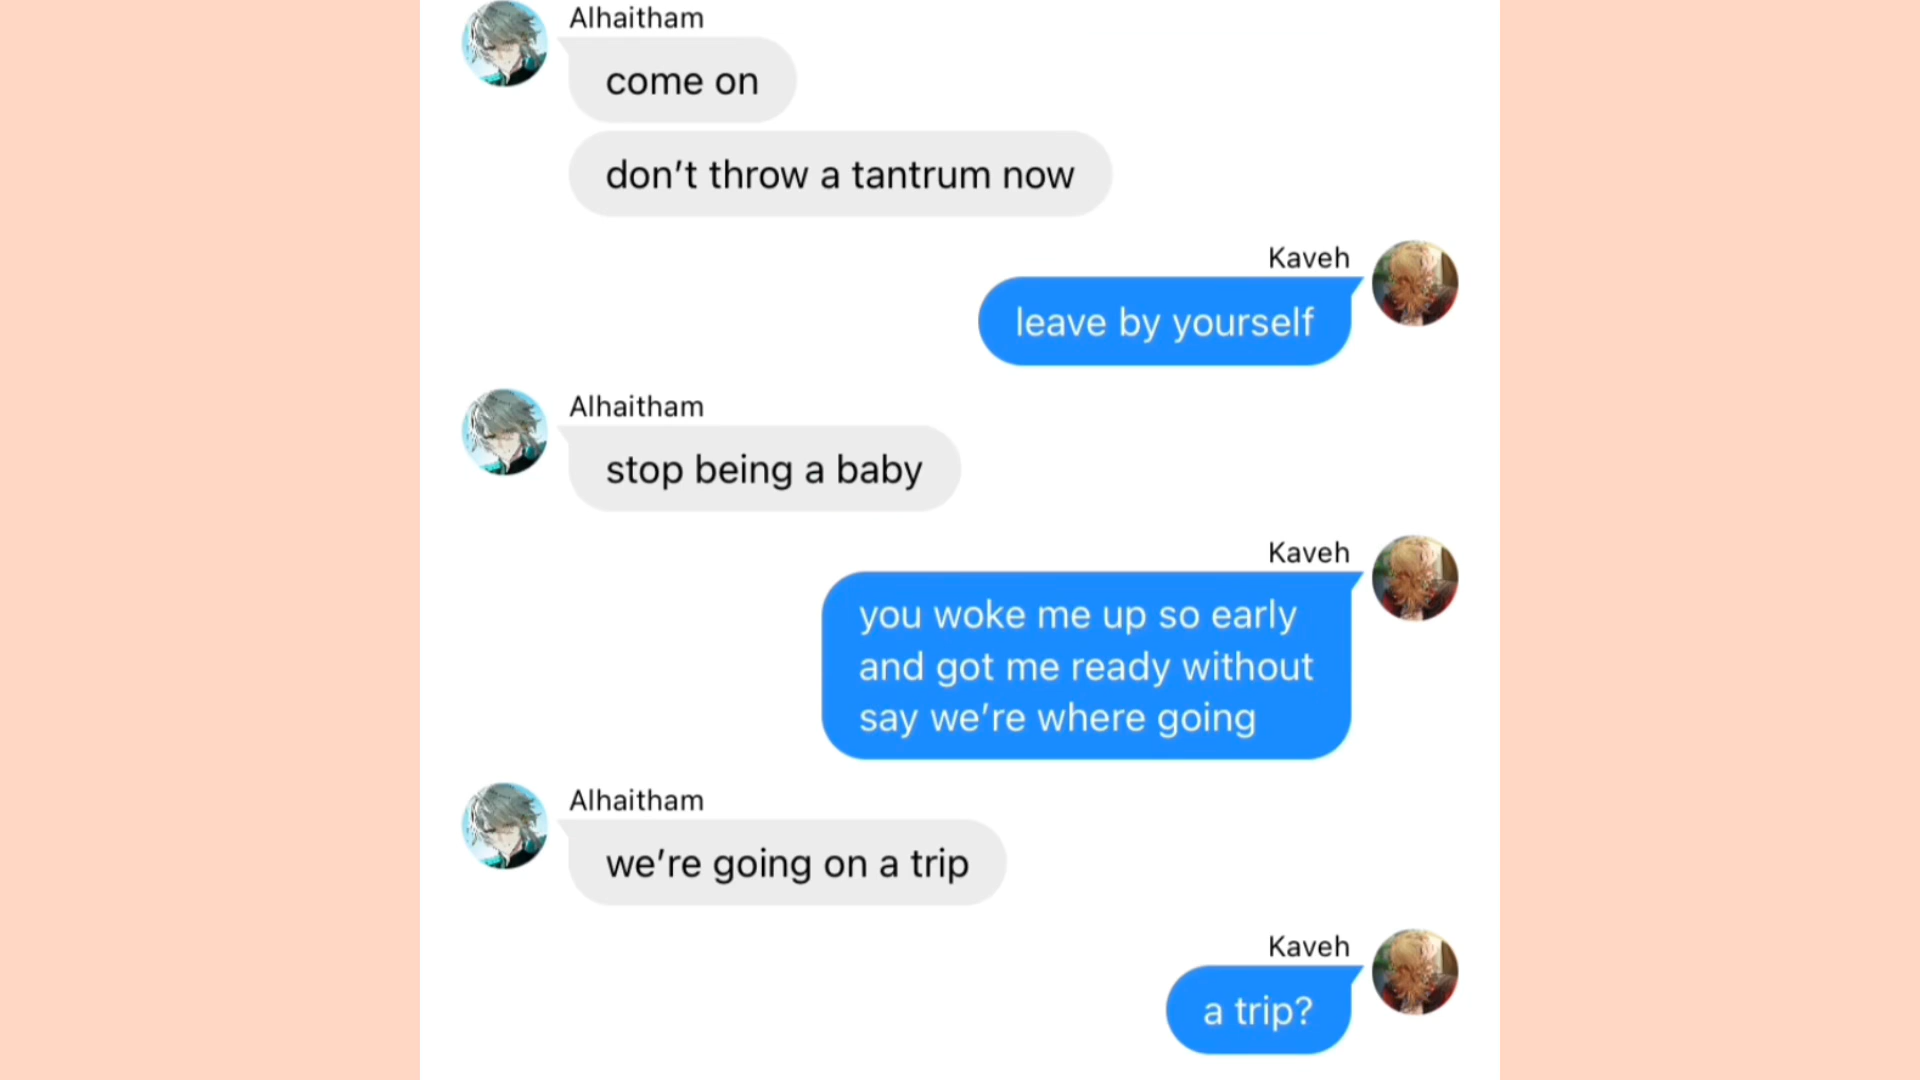 Alhaitham
come on
don’t throw a tantrum now
Kaveh
leave by yourself
Alhaitham
stop being a baby
Kaveh
you woke me up so early
and got me ready without
say we’re where going
Alhaitham
we’re going on a trip
Kaveh
a trip?